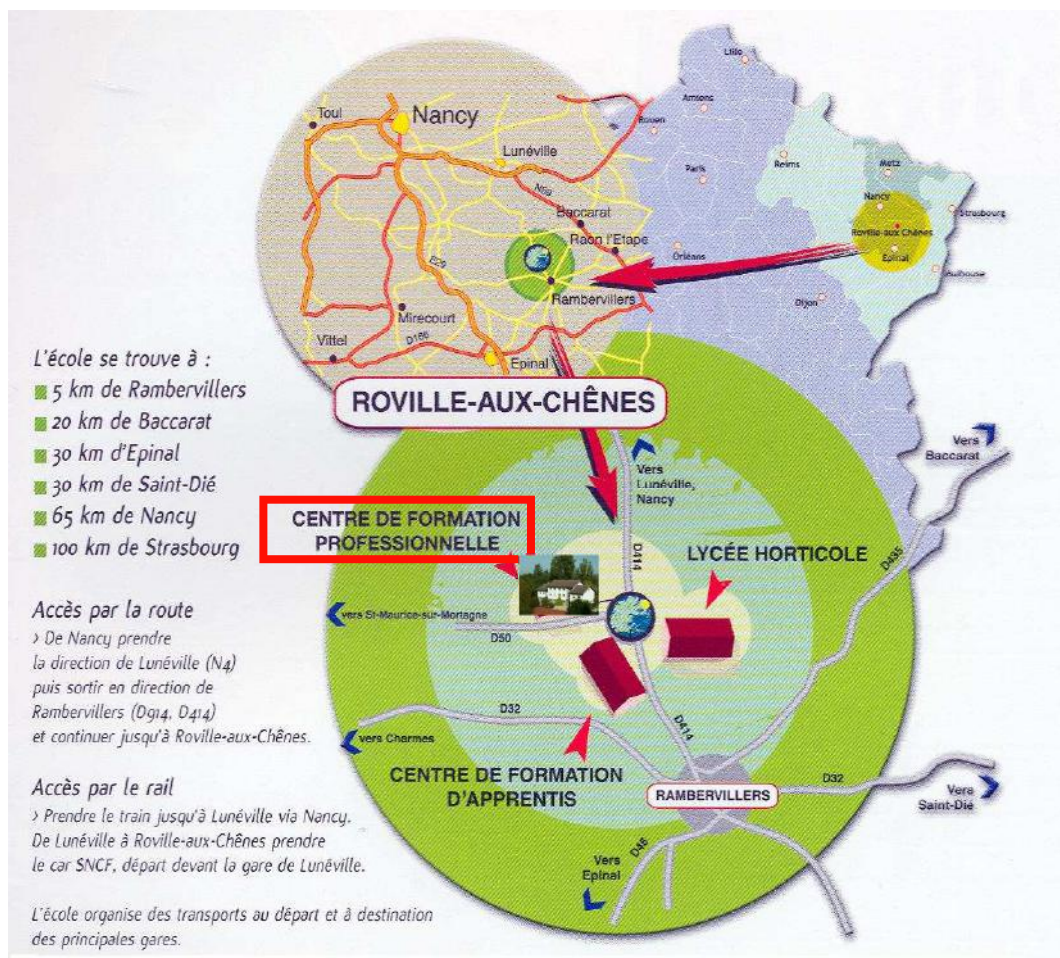 Lille
Amiens
Rouen
Reims
Metz
Paris
Nancy
Strasbourg
Roville-aux Chênes
Epinal
Orléans
Mulhouse
Dijon
Toul
Nancy
Lunéville
N59
Baccarat
Raon l'Etape
Rambervillers
Mirecourt
D166
Vittel
Epinal
ROVILLE-AUX-CHÊNES
L'école se trouve à :
5 km de Rambervillers
20 km de Baccarat
30 km d'Epinal
30 km de Saint-Dié
65 km de Nancy
100 km de Strasbourg
Vers
Baccarat
Vers
Lunéville,
Nancy
CENTRE DE FORMATION
PROFESSIONNELLE
D414
LYCÉE HORTICOLE
D435
vers St-Maurice-sur-Mortagne
D50
Accès par la route
› De Nancy prendre
la direction de Lunéville (N4)
puis sortir en direction de
Rambervillers (D914, D414)
et continuer jusqu'à Roville-aux-Chênes.
D32
vers Charmes
D414
CENTRE DE FORMATION
D'APPRENTIS
RAMBERVILLERS
D32
Vers
Saint-Dié
D46
Vers
Epinal
Accès par le rail
› Prendre le train jusqu'à Lunéville via Nancy.
De Lunéville à Roville-aux-Chênes prendre
le car SNCF, départ devant la gare de Lunéville.
L'école organise des transports au départ et à destination
des principales gares.